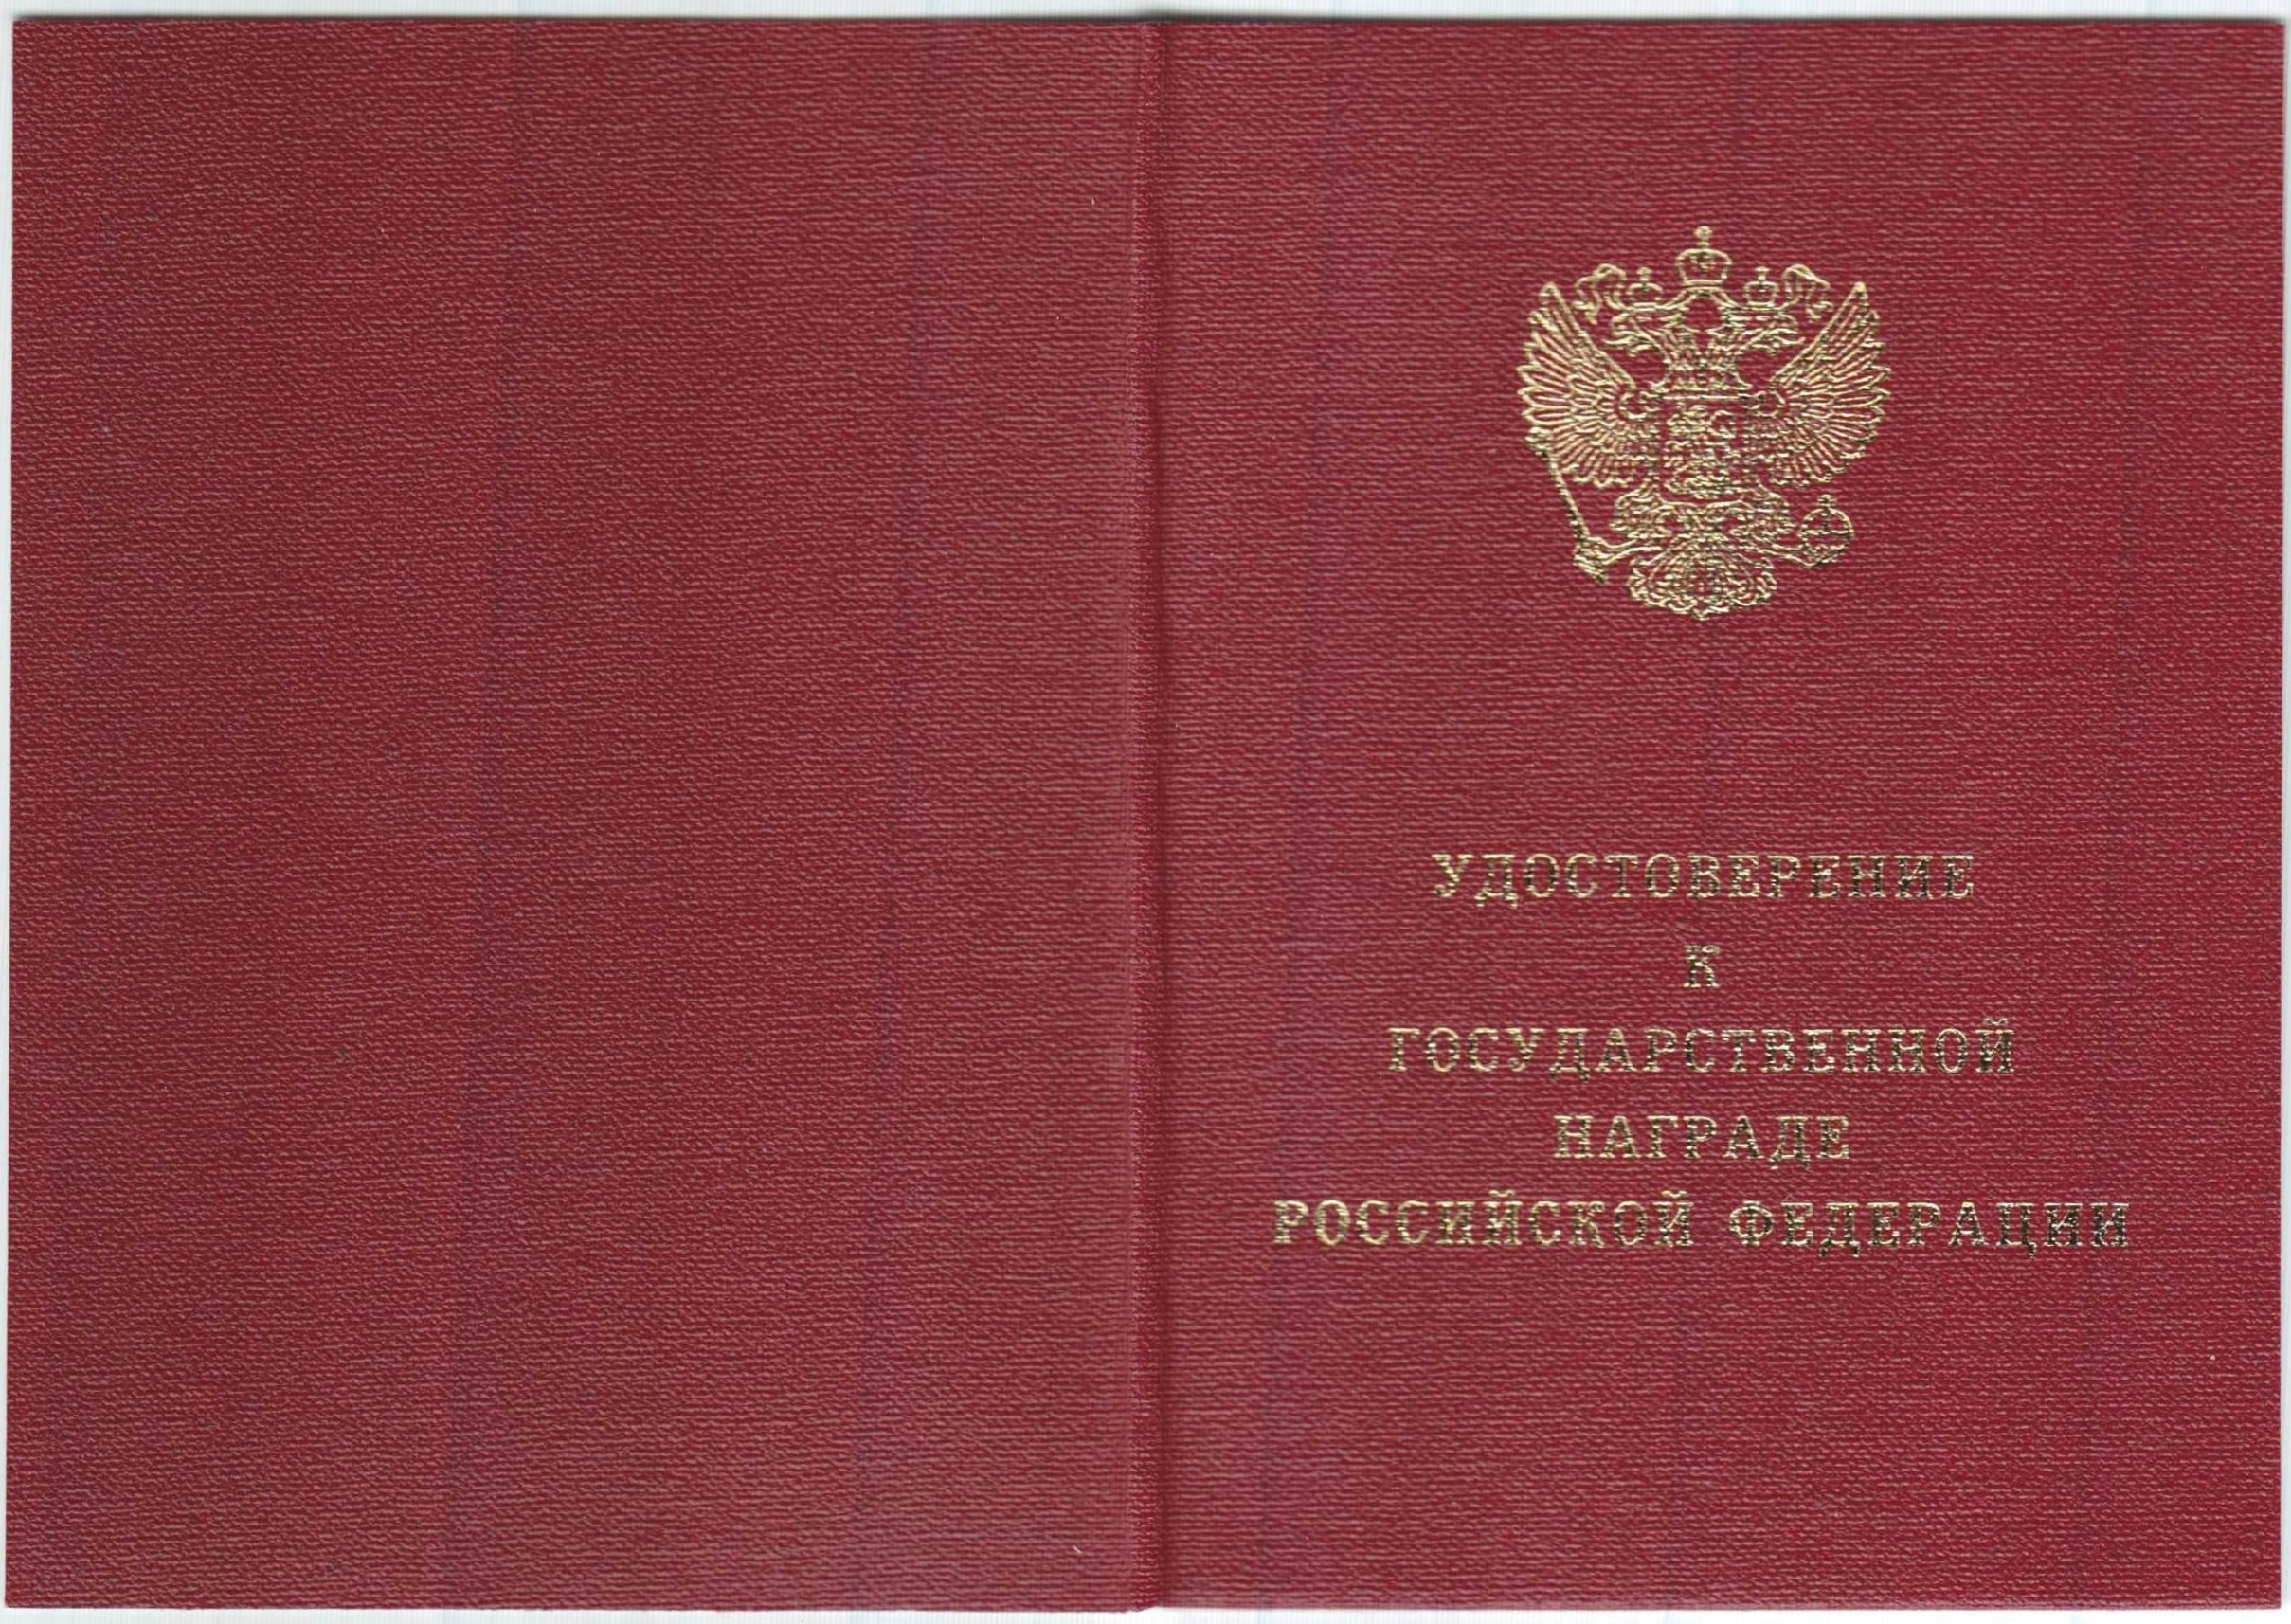 УДОСТОВЕРЕНИЕ
К
ГОСУДАРСТВЕННОЙ
НАГРАДЕ
РОССИЙСКОЙ ФЕДЕРАЦИИ